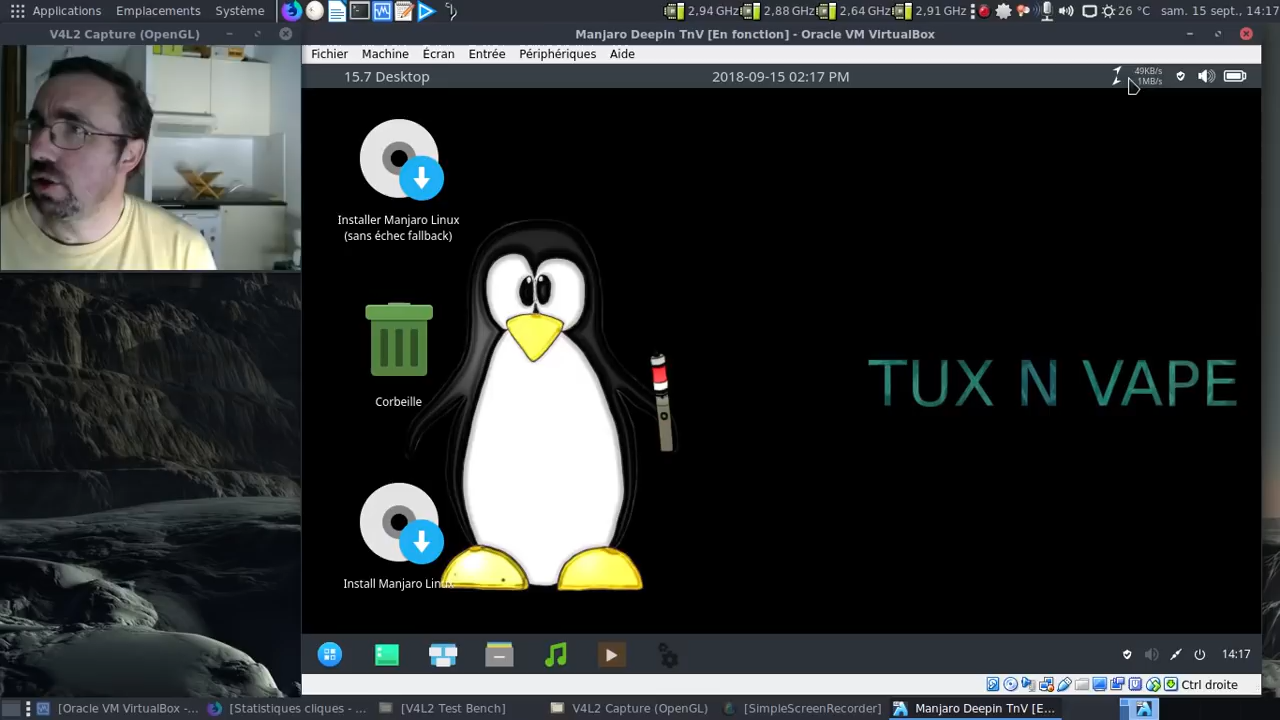 Applications Emplacements Système
2,94 GHz 2,88 GHz 2,64 GHz 2,91 GHz 26 °C sam. 15 sept., 14:17
V4L2 Capture (OpenGL)
Manjaro Deepin TnV [En fonction] - Oracle VM VirtualBox
Fichier Machine Écran Entrée Périphériques Aide
15.7 Desktop 2018-09-15 02:17 PM
49KB/s
1MB/s
Installer Manjaro Linux
(sans échec fallback)
Corbeille
TUX N VAPE
Install Manjaro Linux
14:17
Ctrl droite
[Oracle VM VirtualBox -... [Statistiques cliques - ... [V4L2 Test Bench] V4L2 Capture (OpenGL) [SimpleScreenRecorder] Manjaro Deepin TnV [E...